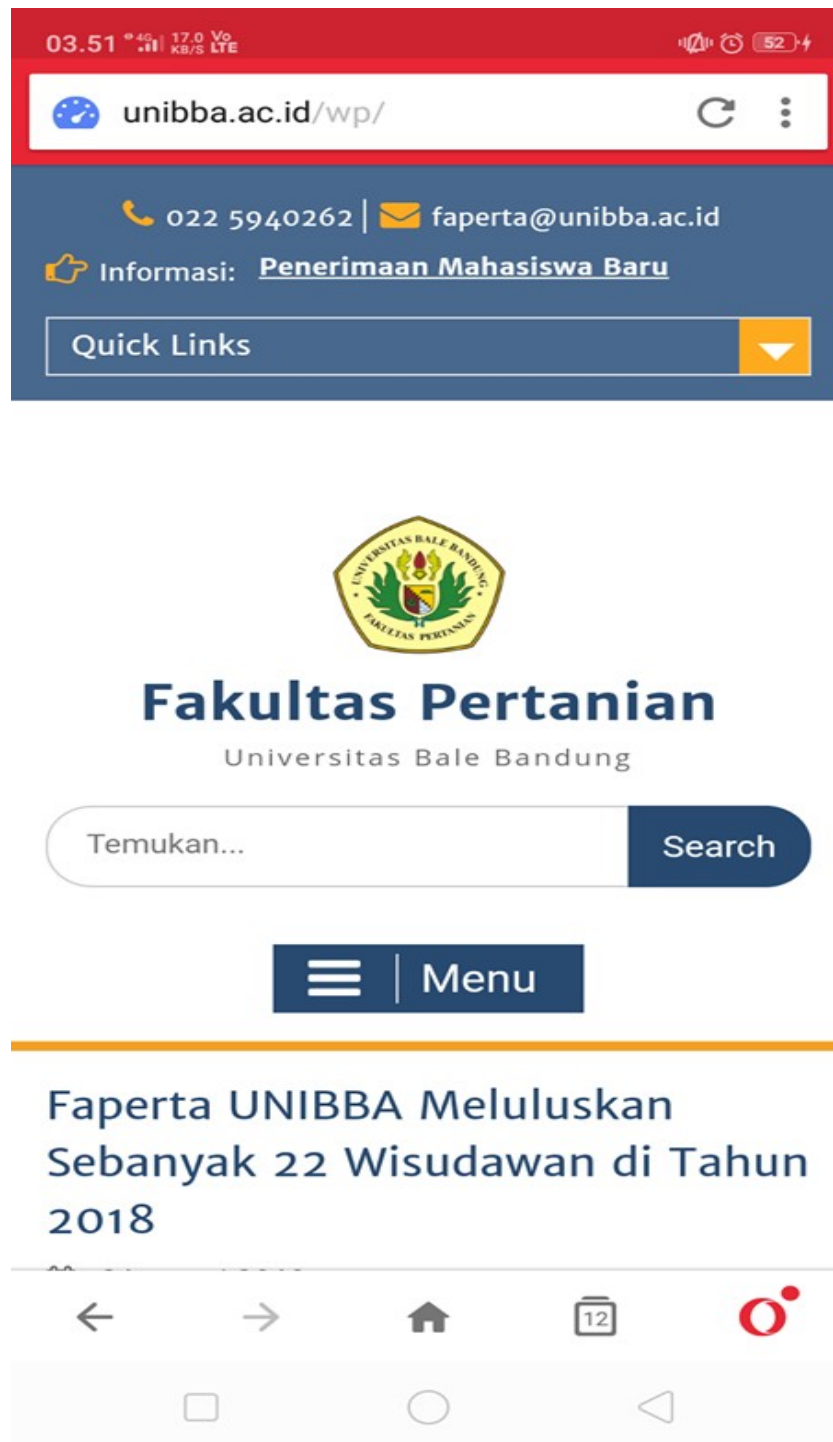 03.51 4G 17.0 KB/S Vo LTE 52
unibba.ac.id/wp/
022 5940262 | faperta@unibba.ac.id
Informasi: Penerimaan Mahasiswa Baru
Quick Links
UNIVERSITAS BALE BANDUNG
FAKULTAS PERTANIAN
Fakultas Pertanian
Universitas Bale Bandung
Temukan... Search
Menu
Faperta UNIBBA Meluluskan
Sebanyak 22 Wisudawan di Tahun
2018
12